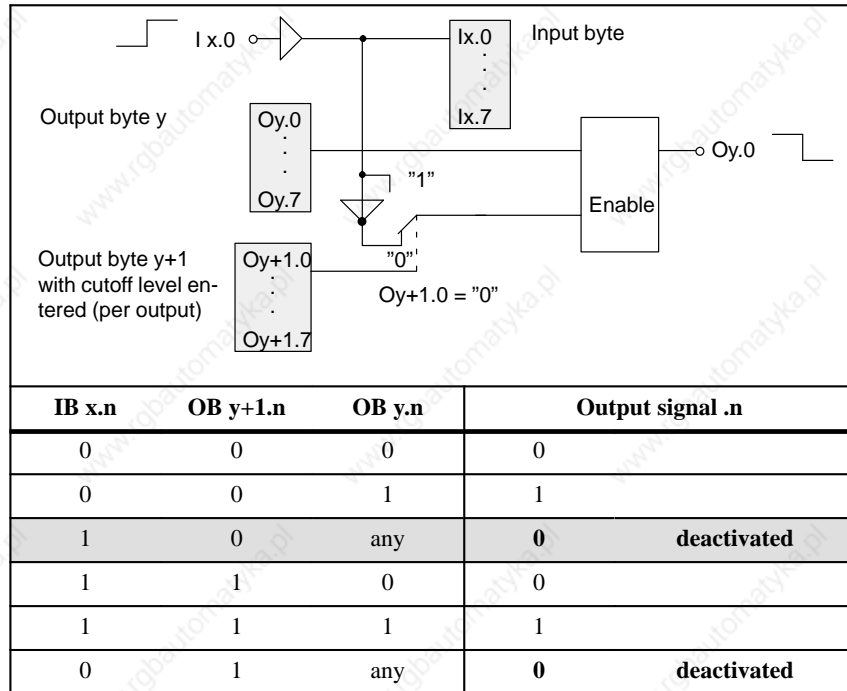 I x.0
Ix.0
.
.
.
Ix.7
Input byte
Output byte y
Oy.0
.
.
.
Oy.7
"1"
Enable
Oy.0
Output byte y+1
with cutoff level en-
tered (per output)
Oy+1.0
.
.
.
Oy+1.7
"0"
Oy+1.0 = "0"
IB x.n OB y+1.n OB y.n Output signal .n
0 0 0 0
0 0 1 1
1 0 any 0 deactivated
1 1 0 0
1 1 1 1
0 1 any 0 deactivated
www.rgbautomatyka.pl